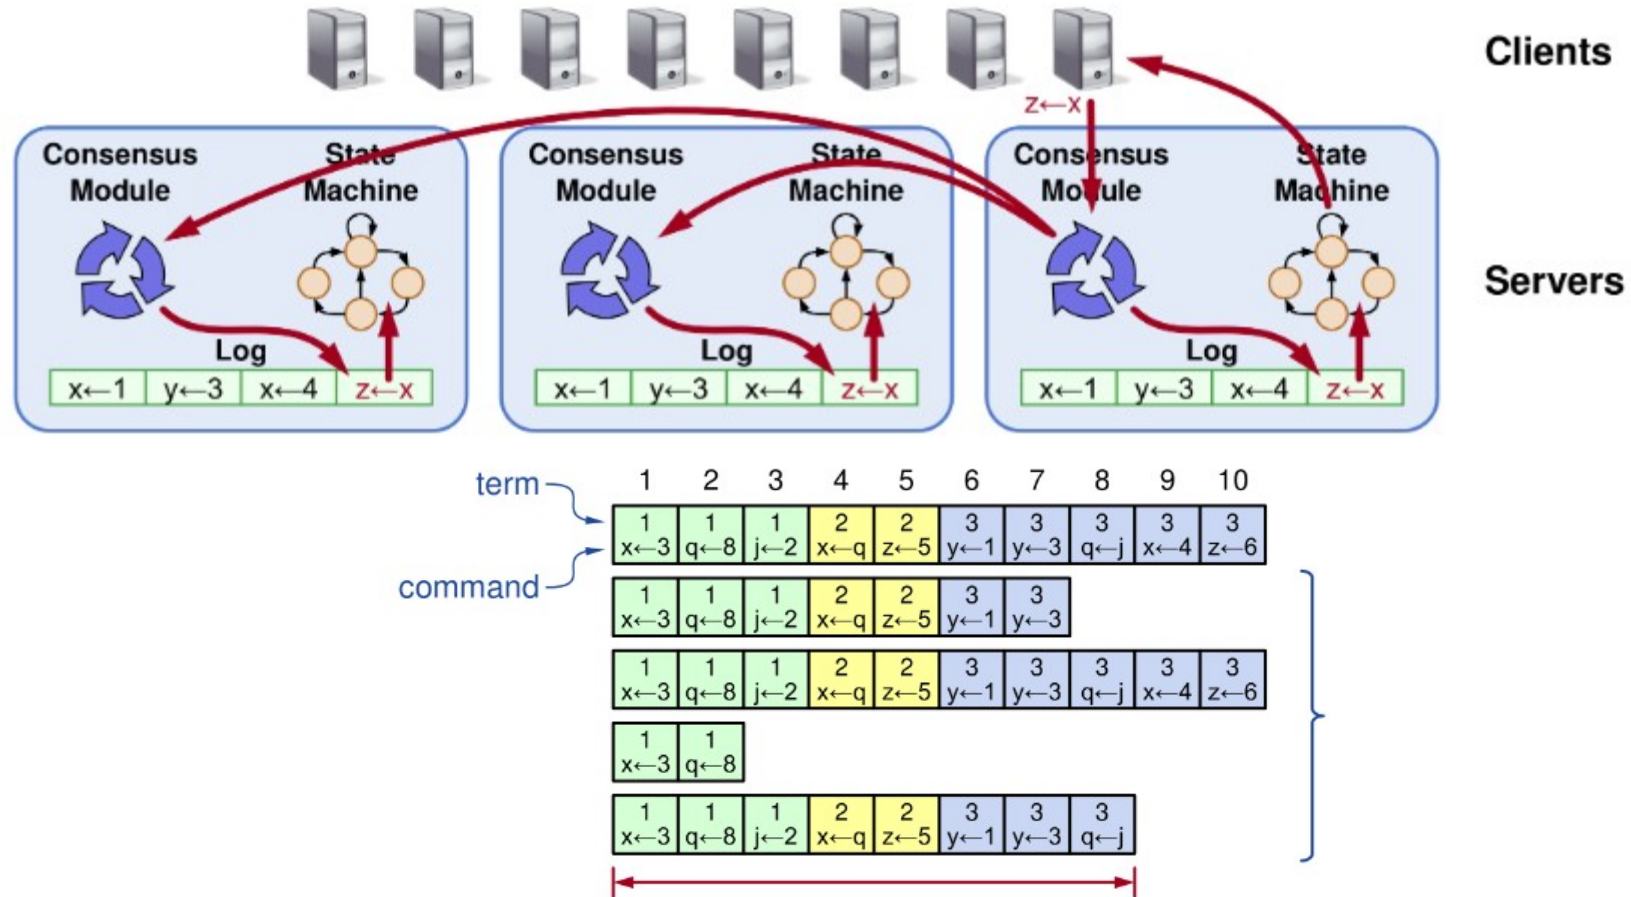 Clients
z←x
Consensus Module
State Machine
Consensus Module
State Machine
Consensus Module
State Machine
Servers
Log
Log
Log
x←1 y←3 x←4 z←x
x←1 y←3 x←4 z←x
x←1 y←3 x←4 z←x
1 2 3 4 5 6 7 8 9 10
term
1 1 1 2 2 3 3 3 3 3
x←3 q←8 j←2 x←q z←5 y←1 y←3 q←j x←4 z←6
command
1 1 1 2 2 3 3
x←3 q←8 j←2 x←q z←5 y←1 y←3
1 1 1 2 2 3 3 3 3 3
x←3 q←8 j←2 x←q z←5 y←1 y←3 q←j x←4 z←6
1 1
x←3 q←8
1 1 1 2 2 3 3 3
x←3 q←8 j←2 x←q z←5 y←1 y←3 q←j